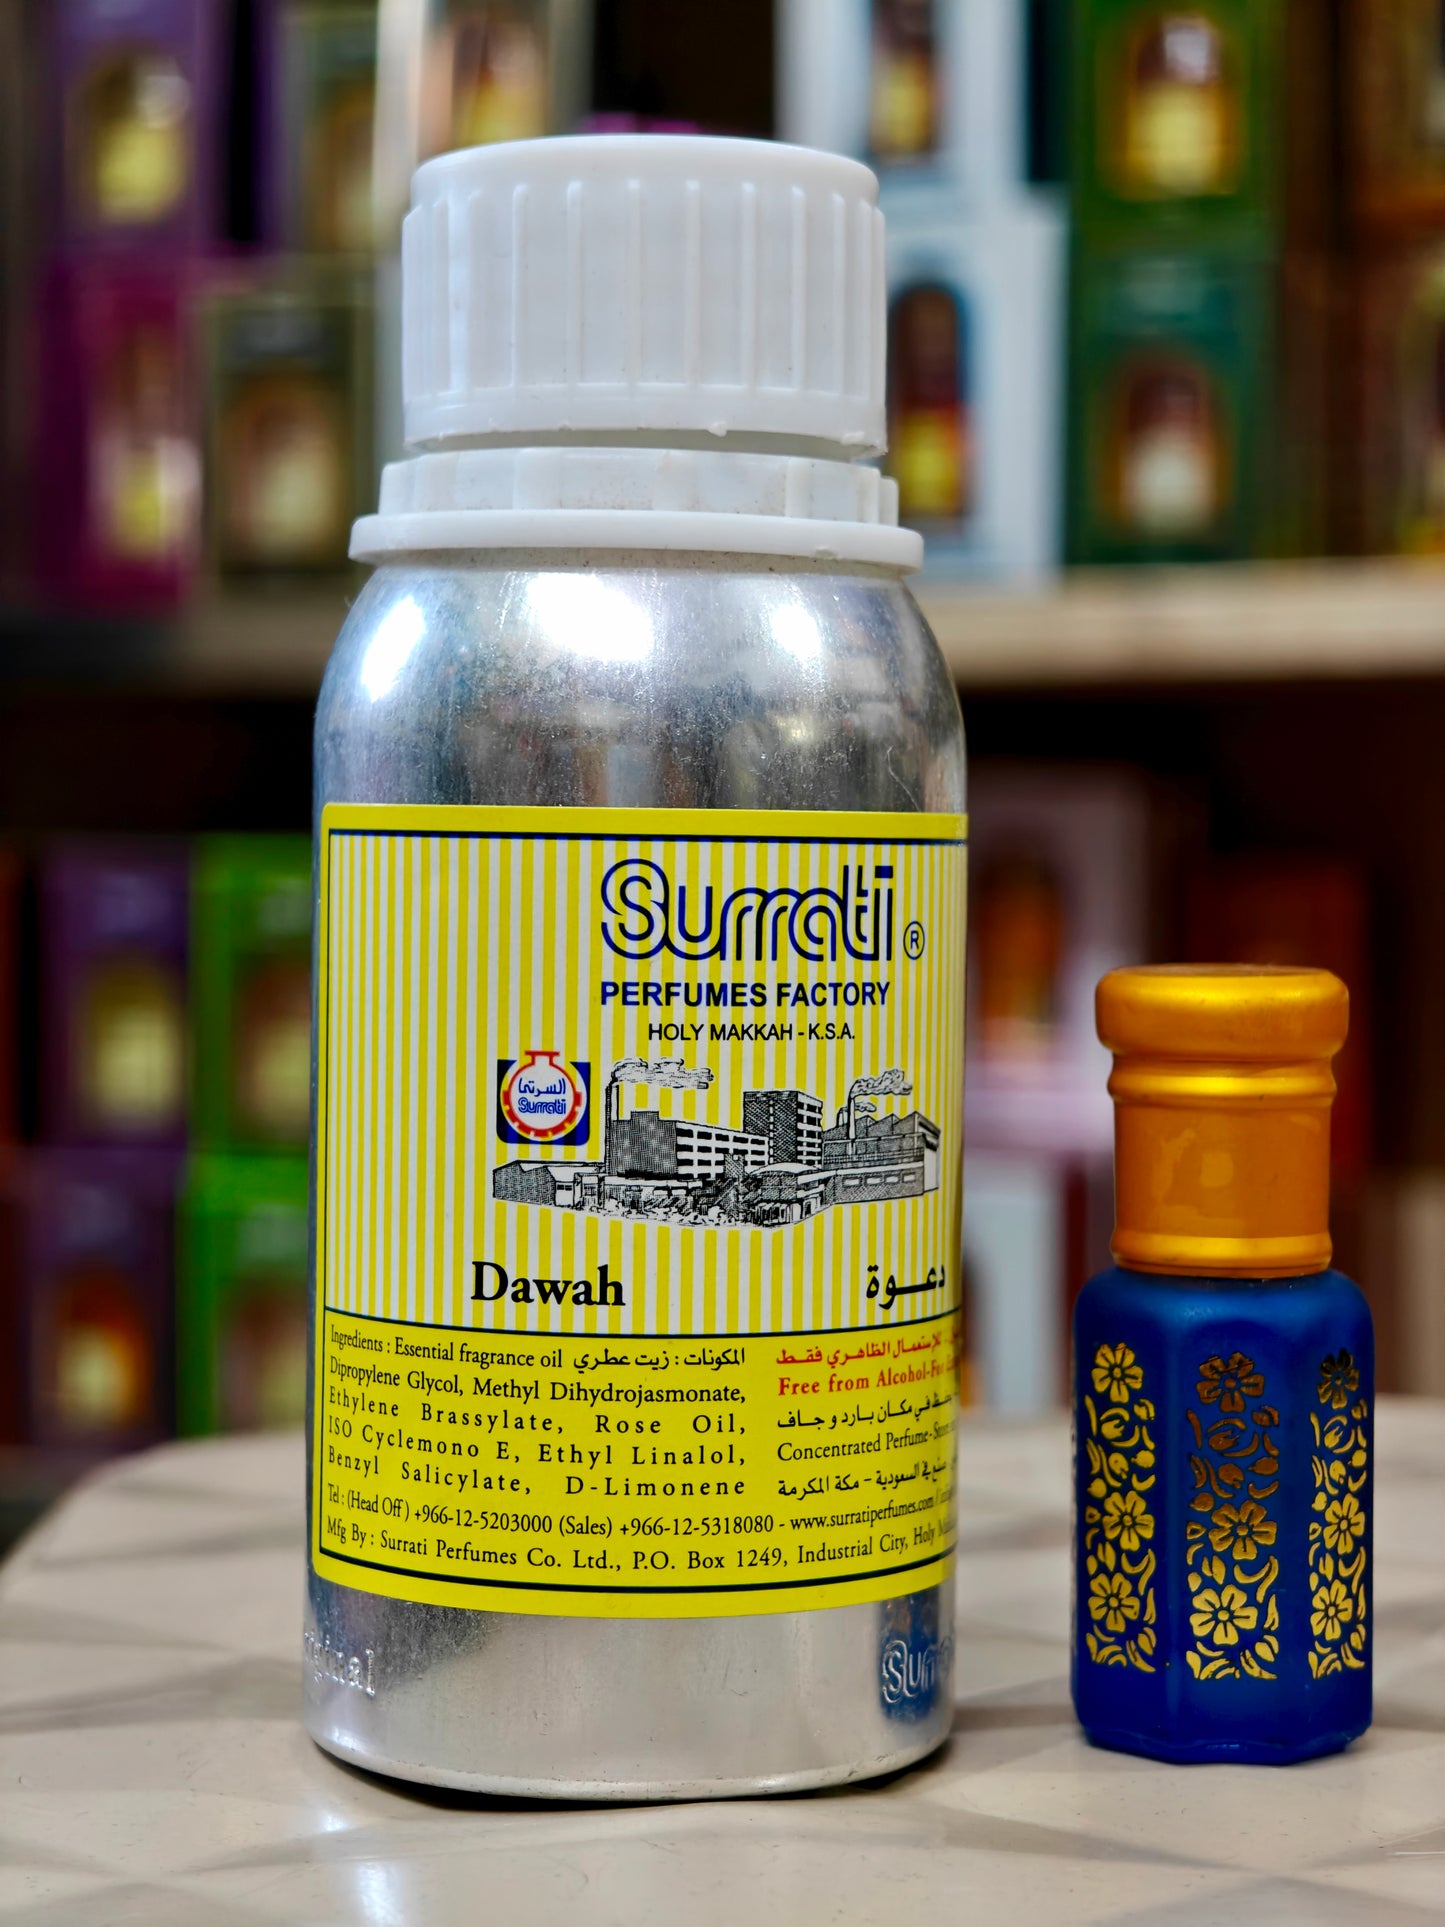 Surrati ®
PERFUMES FACTORY
HOLY MAKKAH - K.S.A.
السرتي
Surrati
Dawah
دعوة
Ingredients : Essential fragrance oil المكونات : زيت عطري
Dipropylene Glycol, Methyl Dihydrojasmonate,
Ethylene Brassylate, Rose Oil,
ISO Cyclemono E, Ethyl Linalol,
Benzyl Salicylate, D-Limonene
للإستعمال الظاهري فقط
Free from Alcohol-For
في مكان بارد و جاف
Concentrated Perfume-
صنع في السعودية - مكة المكرمة
Tel : (Head Off) +966-12-5203000 (Sales) +966-12-5318080 - www.surratiperfumes.com /
Mfg By : Surrati Perfumes Co. Ltd., P.O. Box 1249, Industrial City, Holy